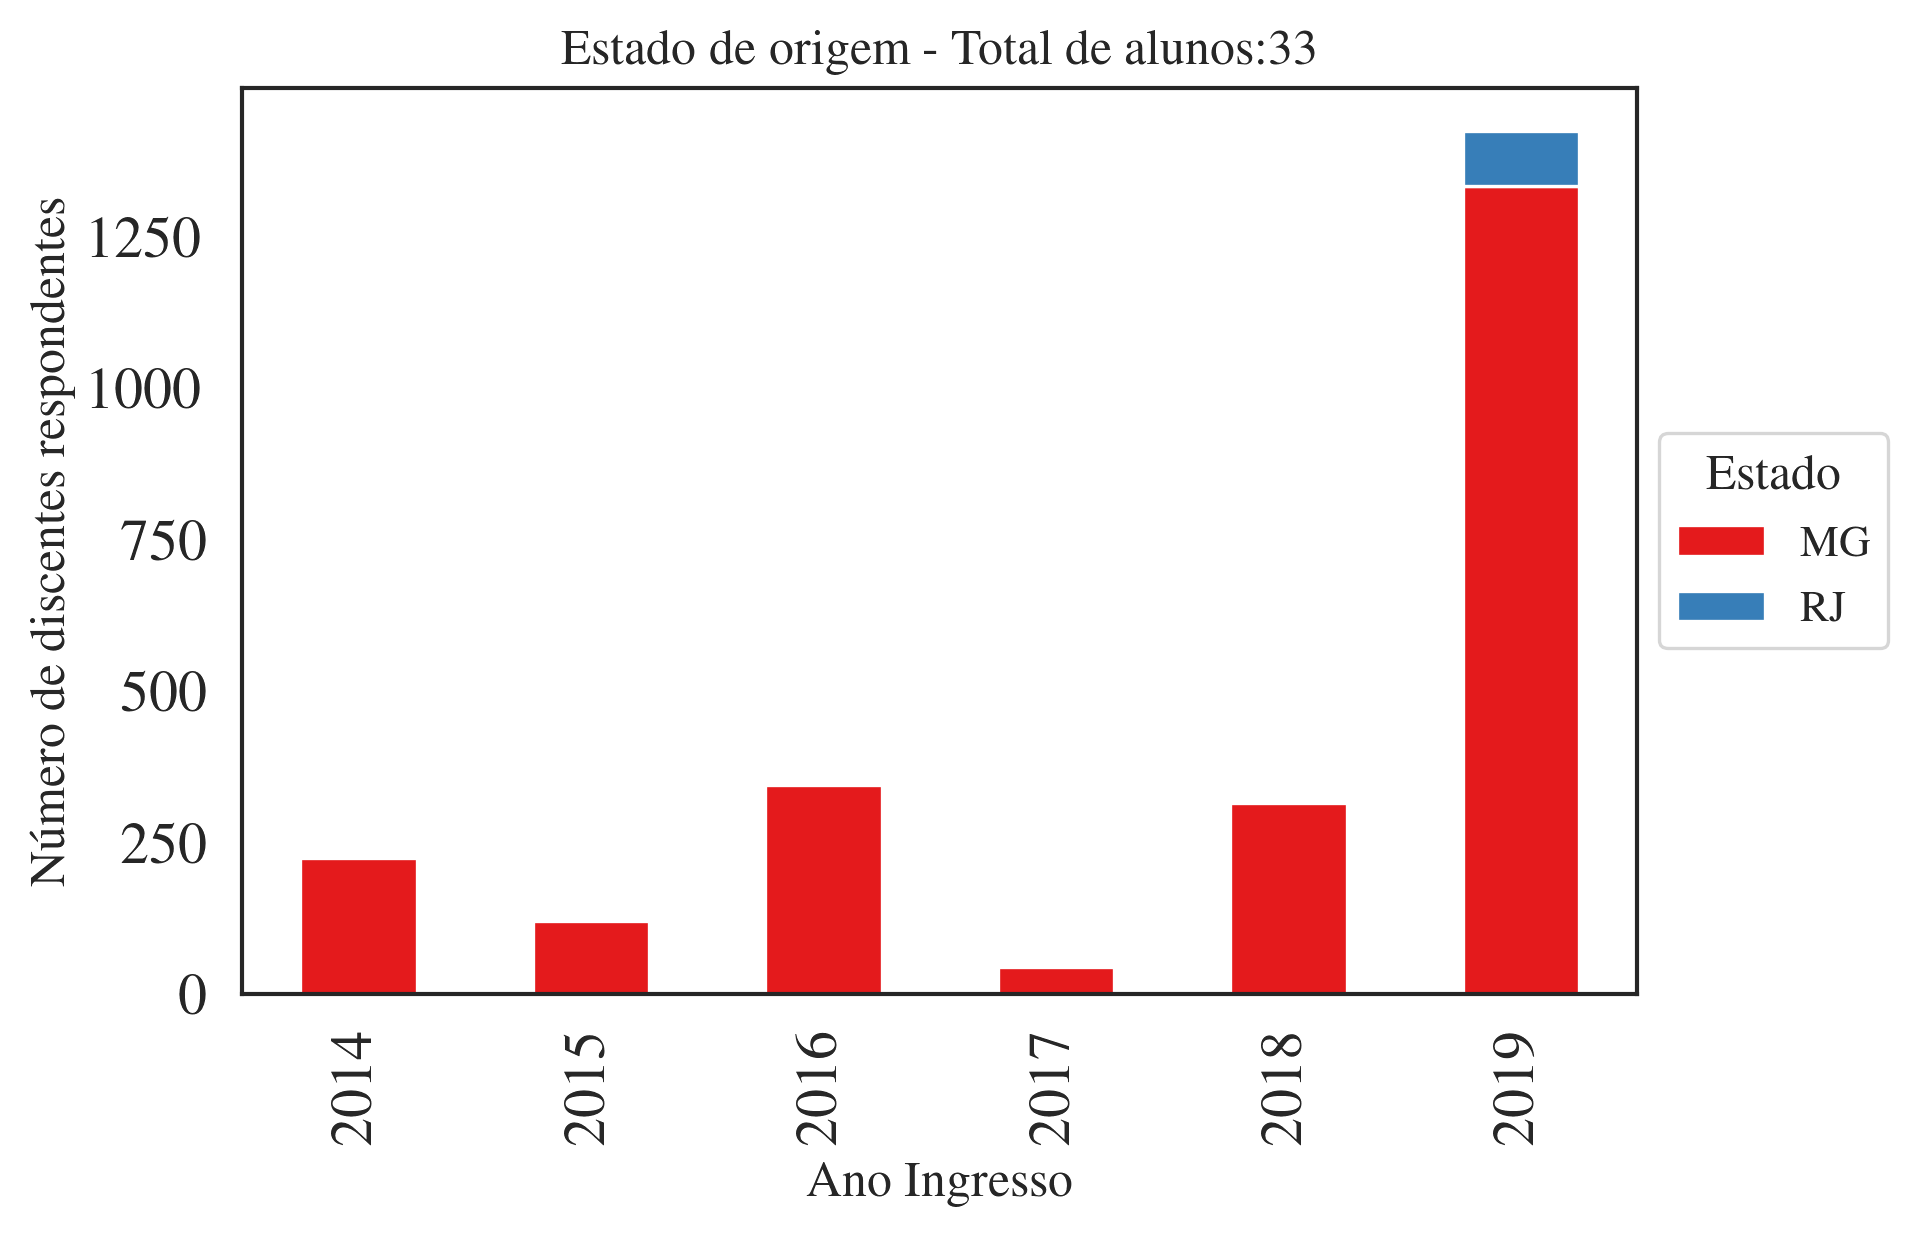 Estado de origem - Total de alunos:33
Número de discentes respondentes
1250
1000
750
500
250
0
2014
2015
2016
2017
2018
2019
Ano Ingresso
Estado
MG
RJ